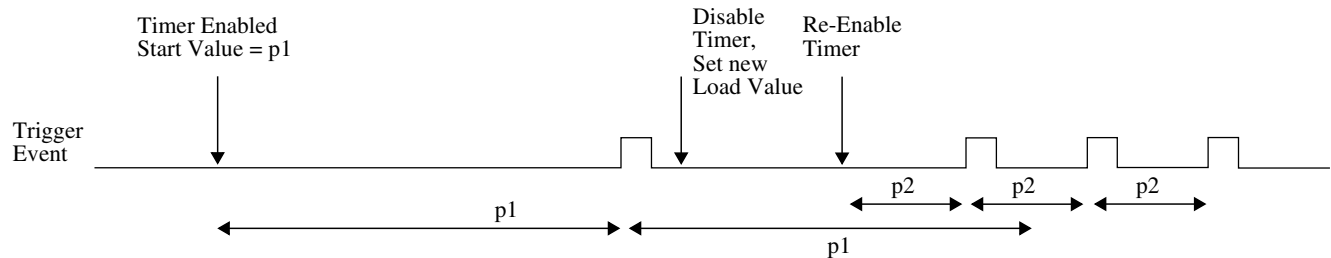 Timer Enabled
Start Value = p1
Disable
Timer,
Set new
Load Value
Re-Enable
Timer
Trigger
Event
p2
p2
p2
p1
p1